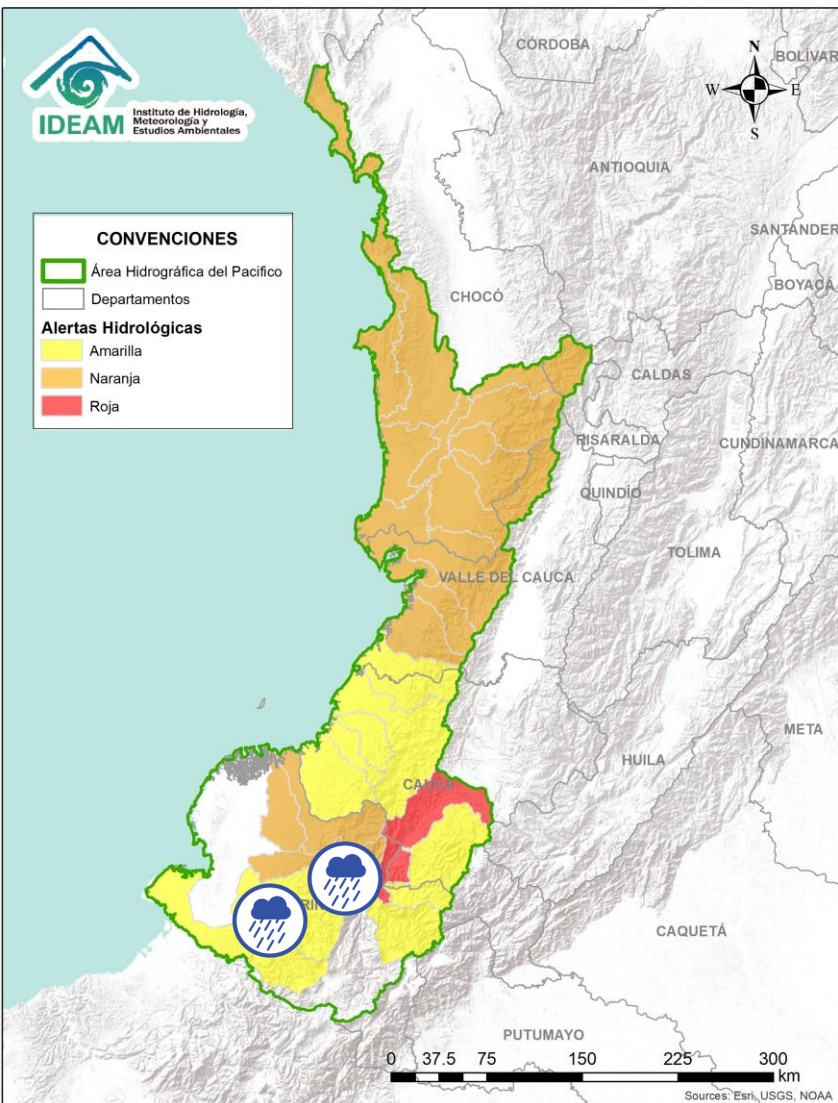 IDEAM
Instituto de Hidrología,
Meteorología y
Estudios Ambientales
CÓRDOBA
BOLÍVAR
N
W
E
S
ANTIOQUIA
SANTANDER
BOYACÁ
CONVENCIONES
Área Hidrográfica del Pacifico
Departamentos
Alertas Hidrológicas
Amarilla
Naranja
Roja
CHOCÓ
CALDAS
RISARALDA
CUNDINAMARCA
QUINDÍO
TOLIMA
VALLE DEL CAUCA
META
HUILA
CAUCA
RIN
CAQUETÁ
PUTUMAYO
0 37.5 75 150 225 300
km
Sources: Esri, USGS, NOAA